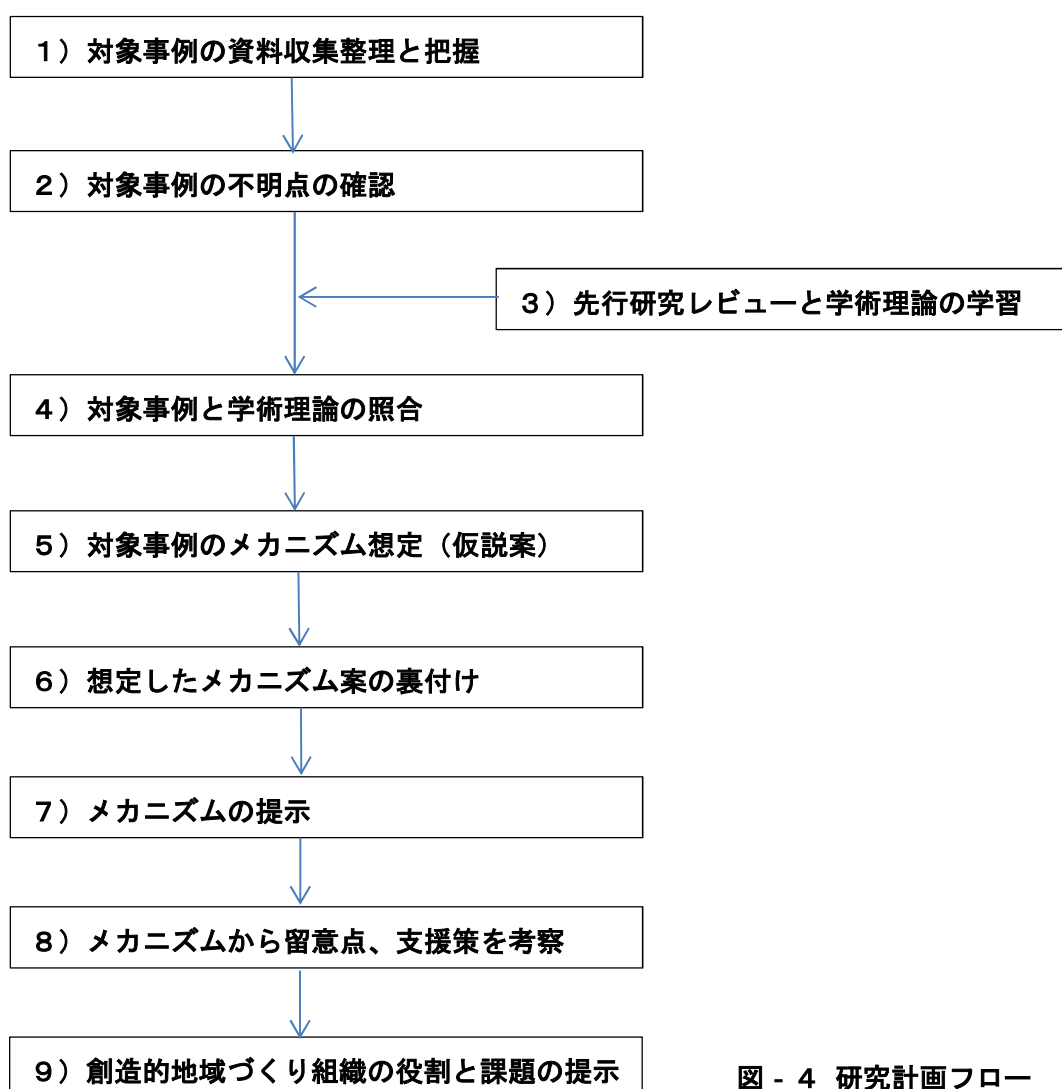 １）対象事例の資料収集整理と把握
２）対象事例の不明点の確認
３）先行研究レビューと学術理論の学習
４）対象事例と学術理論の照合
５）対象事例のメカニズム想定（仮説案）
６）想定したメカニズム案の裏付け
７）メカニズムの提示
８）メカニズムから留意点、支援策を考察
９）創造的地域づくり組織の役割と課題の提示
図 - ４ 研究計画フロー